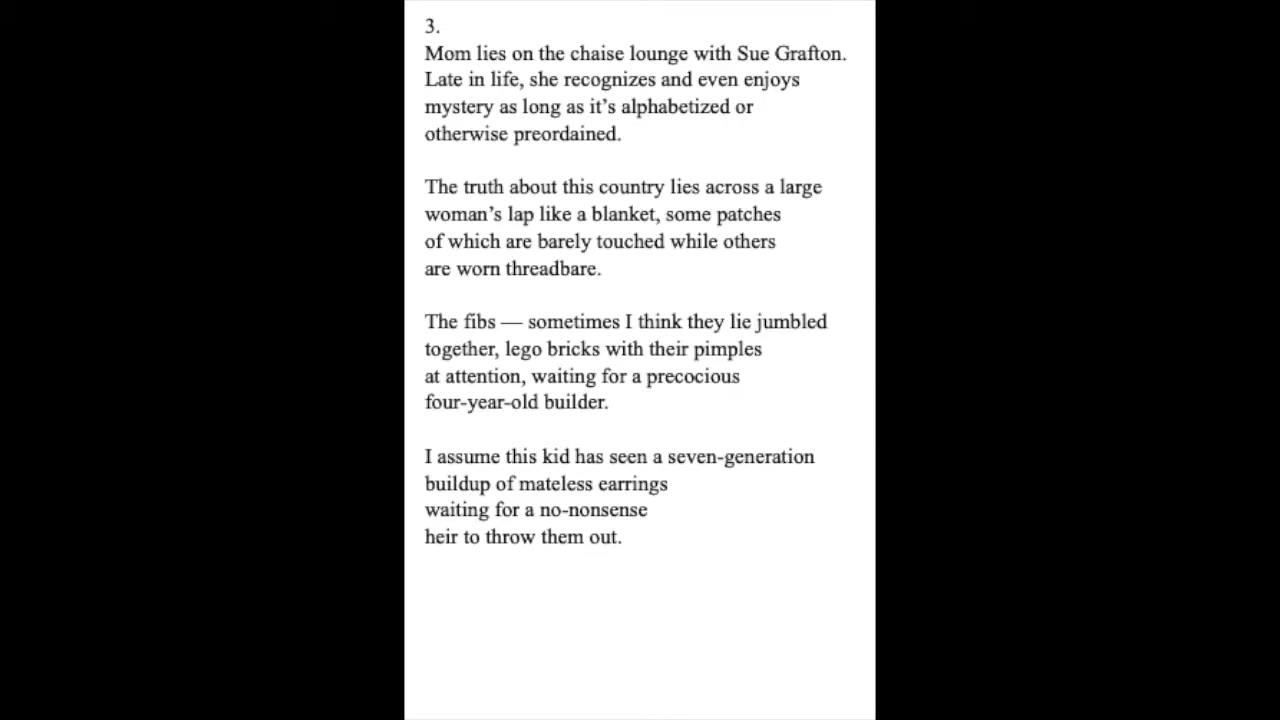 3.
Mom lies on the chaise lounge with Sue Grafton.
Late in life, she recognizes and even enjoys
mystery as long as it’s alphabetized or
otherwise preordained.
The truth about this country lies across a large
woman’s lap like a blanket, some patches
of which are barely touched while others
are worn threadbare.
The fibs — sometimes I think they lie jumbled
together, lego bricks with their pimples
at attention, waiting for a precocious
four-year-old builder.
I assume this kid has seen a seven-generation
buildup of mateless earrings
waiting for a no-nonsense
heir to throw them out.